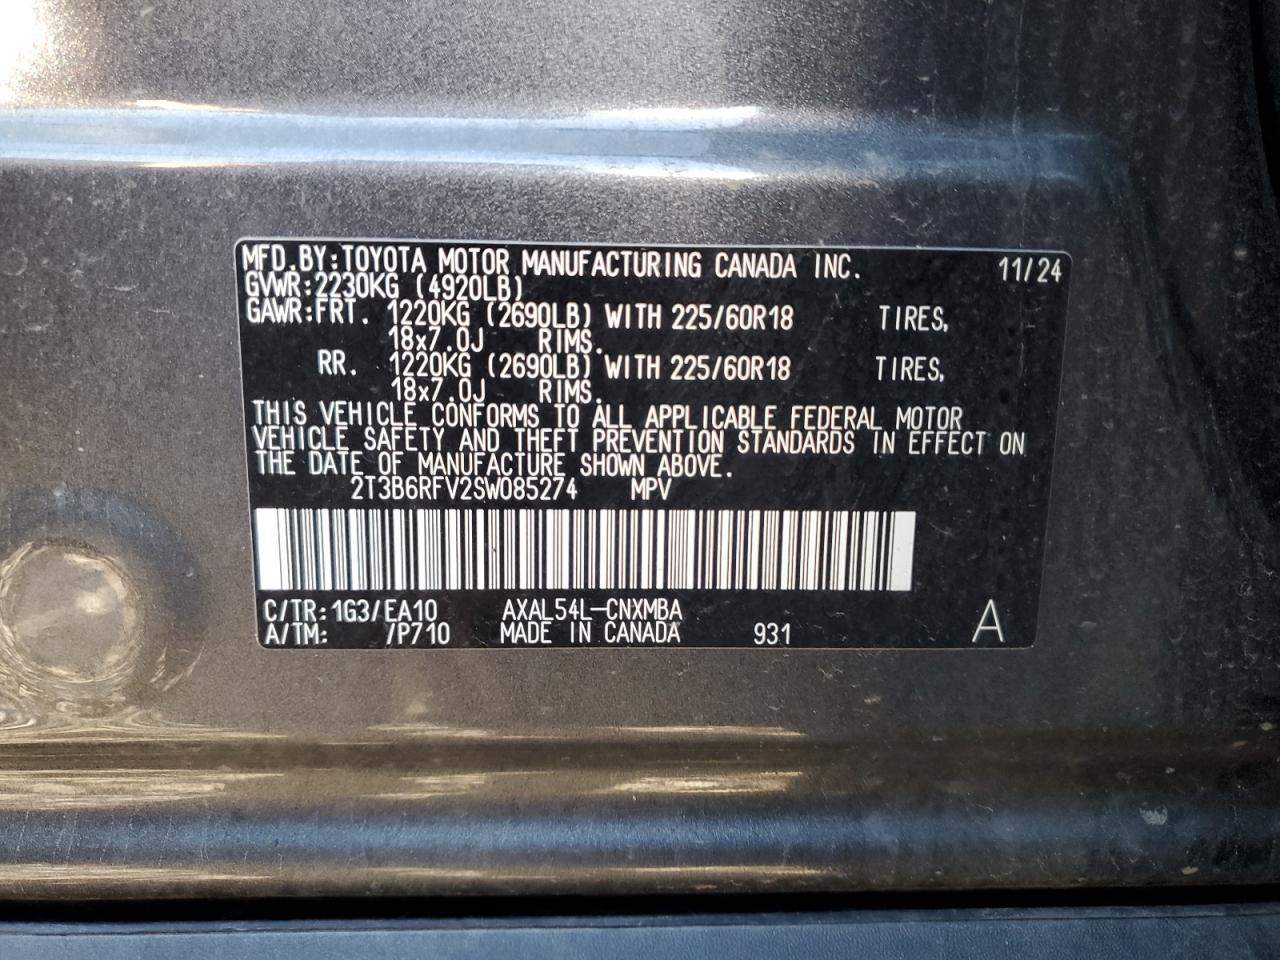 MFD.BY:TOYOTA MOTOR MANUFACTURING CANADA INC. 11/24
GVWR:2230KG (4920LB)
GAWR:FRT. 1220KG (2690LB) WITH 225/60R18 TIRES,
18x7.0J RIMS.
RR. 1220KG (2690LB) WITH 225/60R18 TIRES,
18x7.0J RIMS.
THIS VEHICLE CONFORMS TO ALL APPLICABLE FEDERAL MOTOR
VEHICLE SAFETY AND THEFT PREVENTION STANDARDS IN EFFECT ON
THE DATE OF MANUFACTURE SHOWN ABOVE.
2T3B6RFV2SW085274 MPV
C/TR:1G3/EA10 AXAL54L-CNXMBA
A/TM: /P710 MADE IN CANADA 931 A